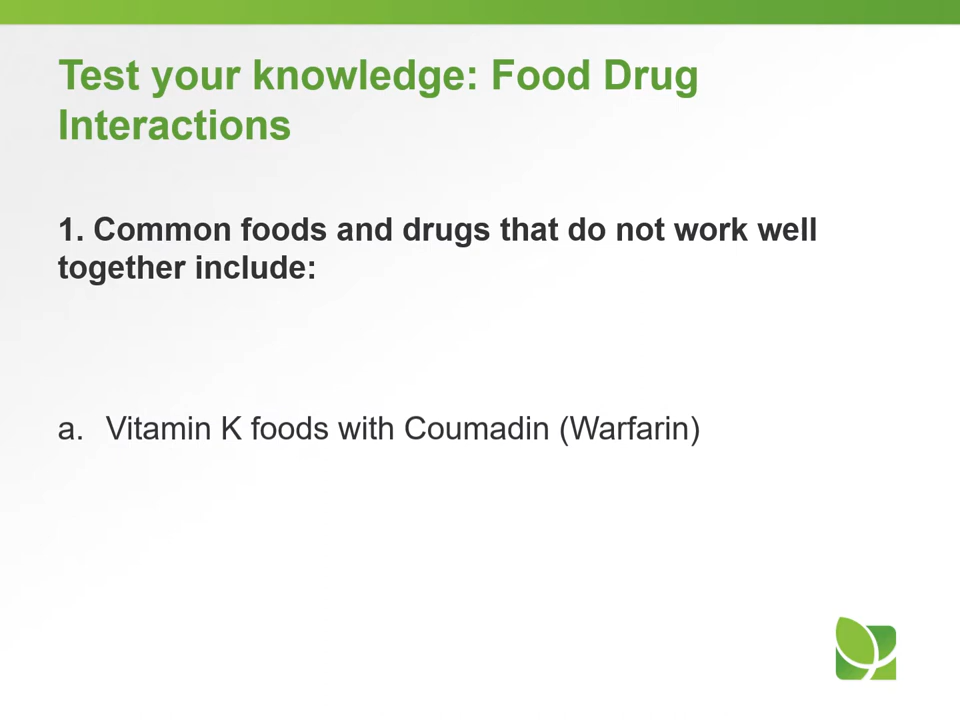 Test your knowledge: Food Drug
Interactions
1. Common foods and drugs that do not work well
together include:
a. Vitamin K foods with Coumadin (Warfarin)